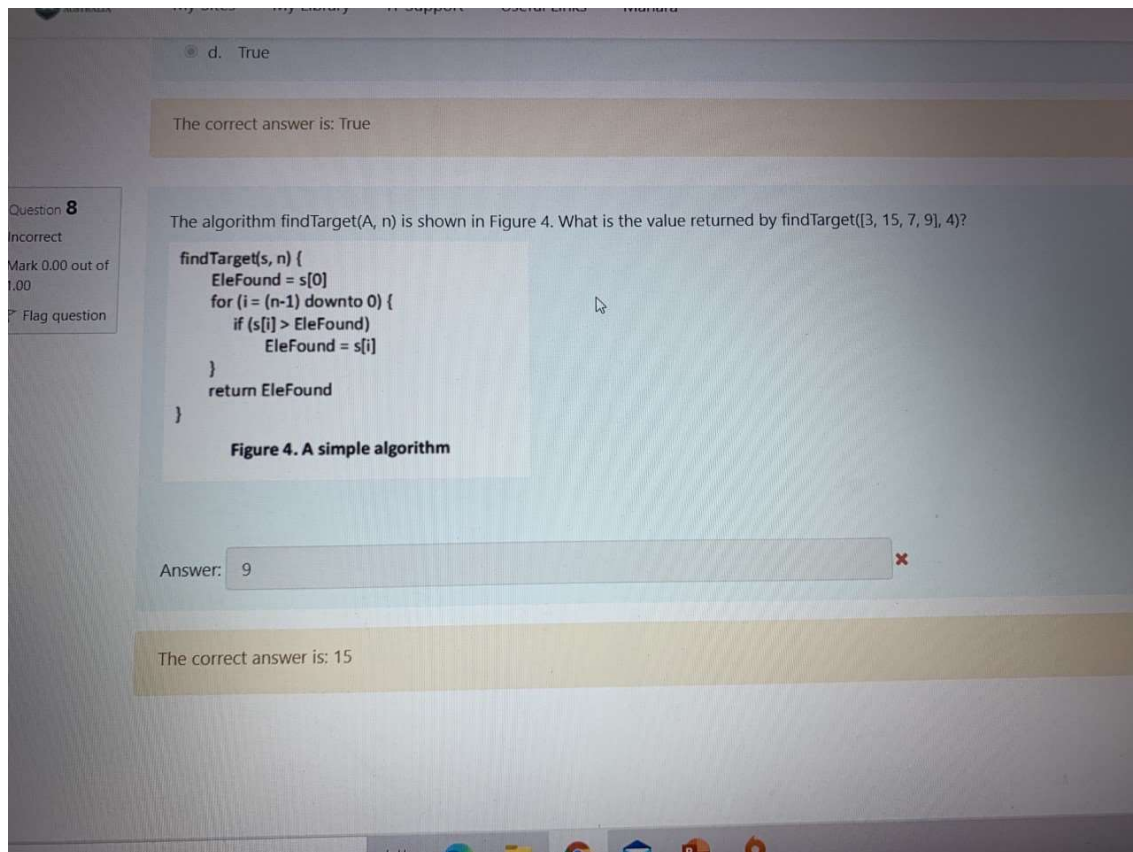 d. True
The correct answer is: True
Question 8
Incorrect
Mark 0.00 out of
1.00
Flag question
The algorithm findTarget(A, n) is shown in Figure 4. What is the value returned by findTarget([3, 15, 7, 9], 4)?
findTarget(s, n) {
EleFound = s[0]
for (i = (n-1) downto 0) {
if (s[i] > EleFound)
EleFound = s[i]
}
return EleFound
}
Figure 4. A simple algorithm
Answer: 9
The correct answer is: 15